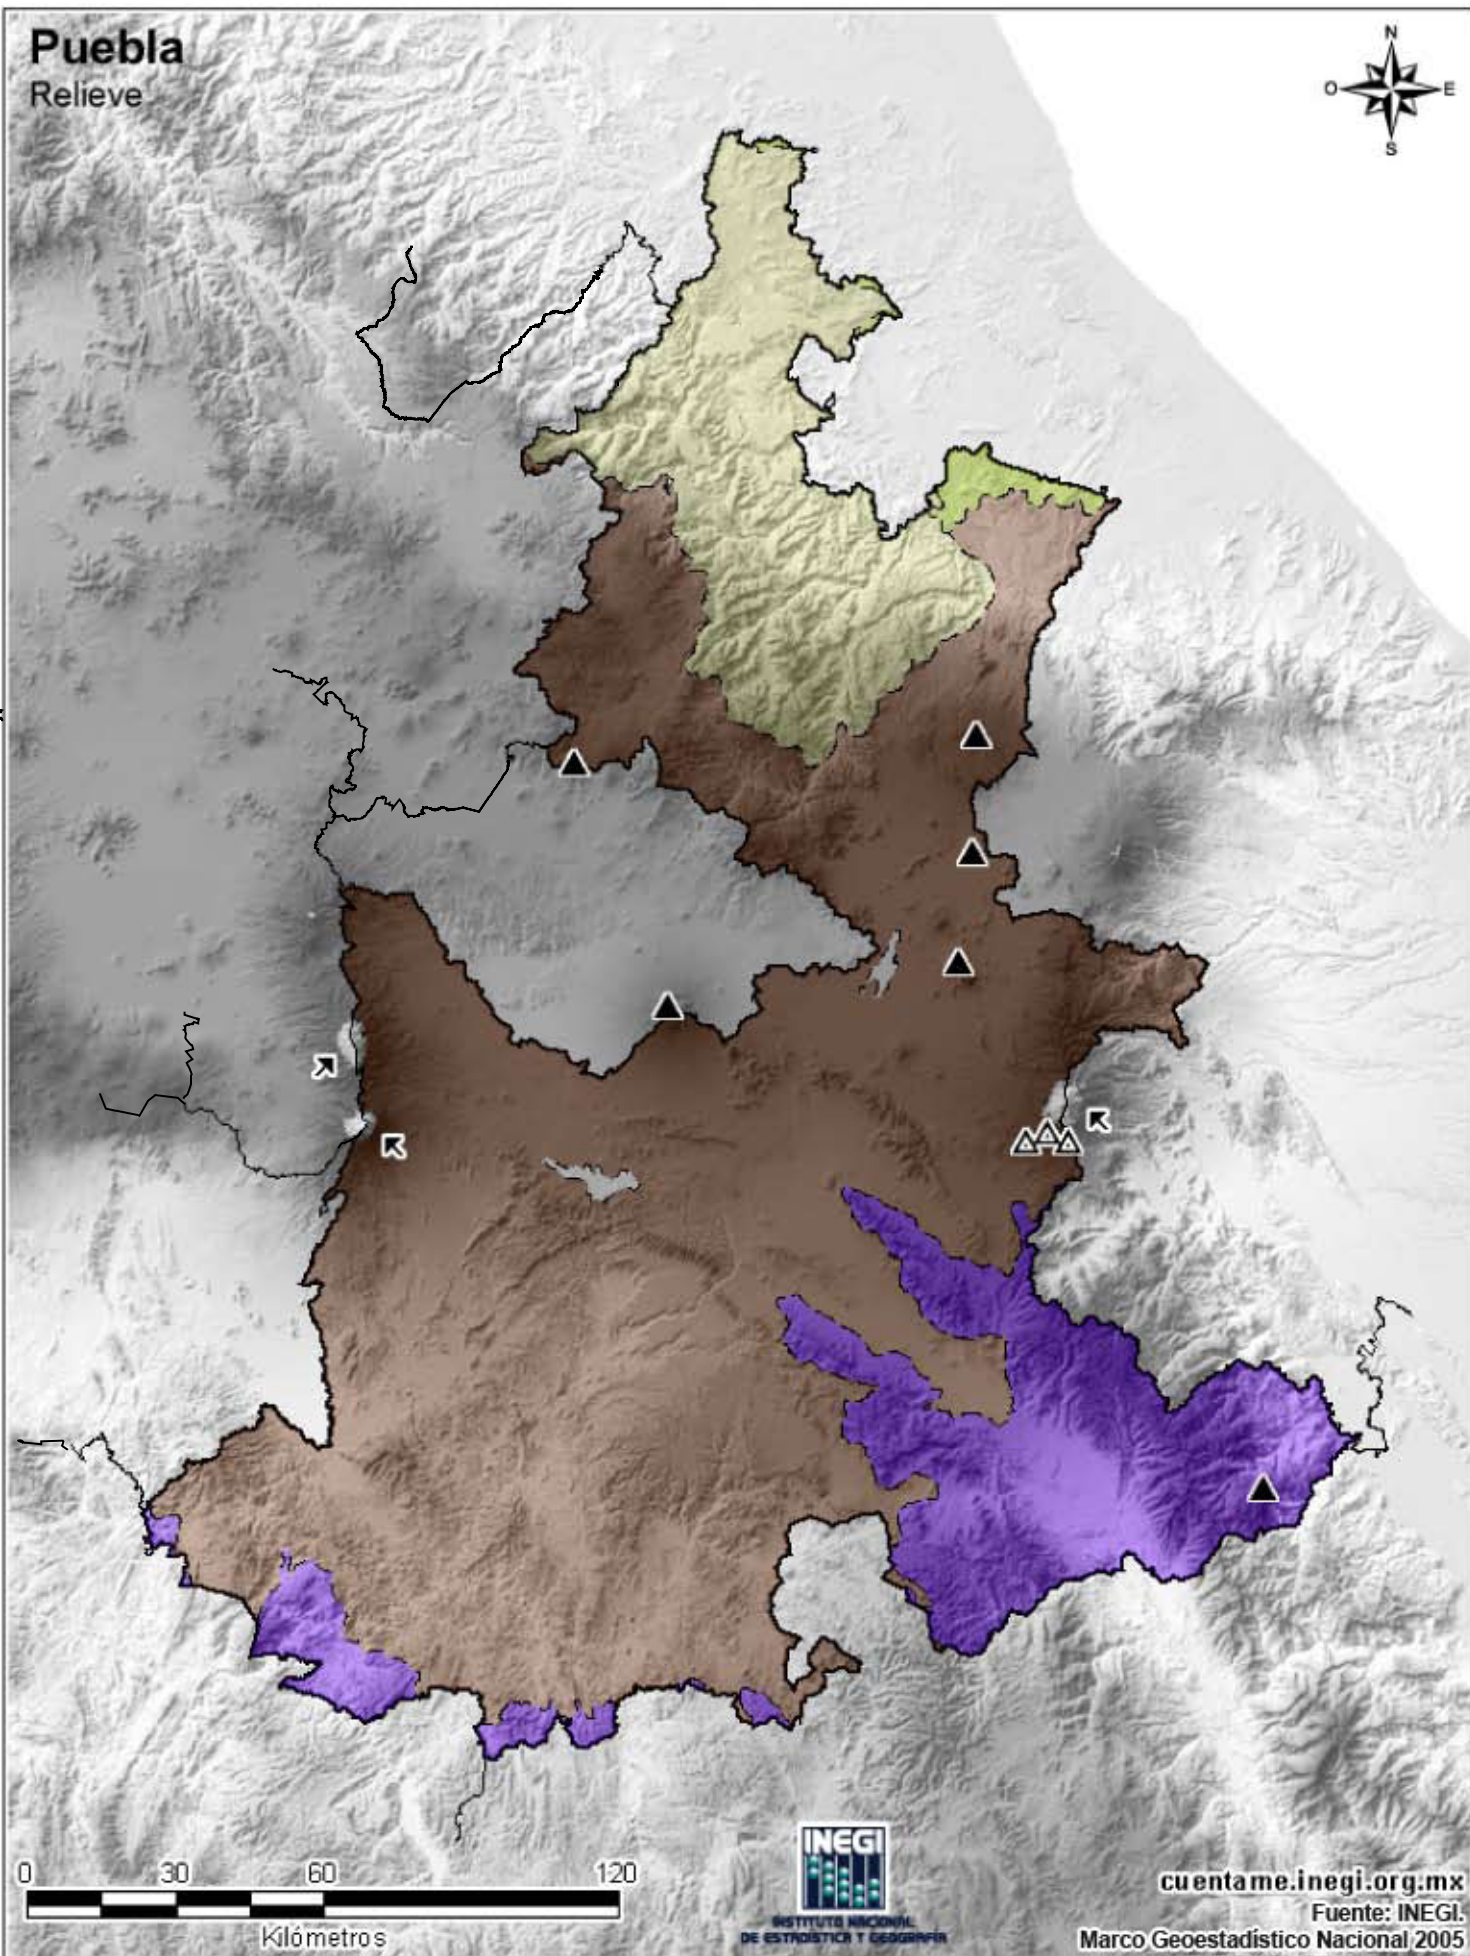 Puebla
Relieve
N
O E
S
0 30 60 120
Kilómetros
INEGI
INSTITUTO NACIONAL
DE ESTADÍSTICA Y GEOGRAFÍA
cuentame.inegi.org.mx
Fuente: INEGI.
Marco Geoestadístico Nacional 2005